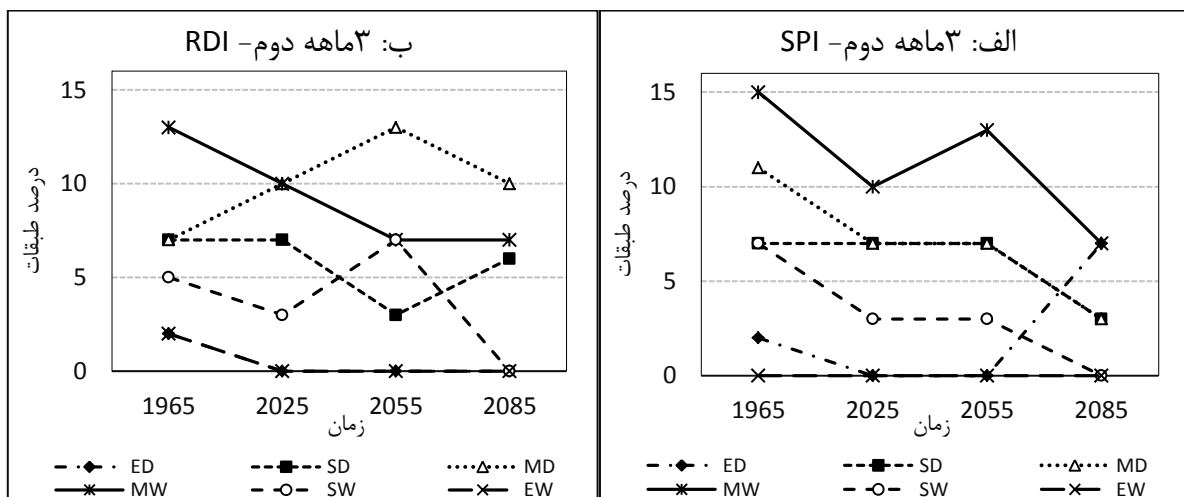 الف: ۳ماهه دوم- SPI
درصد طبقات
15
10
5
0
1965 2025 2055 2085
زمان
ED SD MD
MW SW EW
ب: ۳ماهه دوم- RDI
درصد طبقات
15
10
5
0
1965 2025 2055 2085
زمان
ED SD MD
MW SW EW